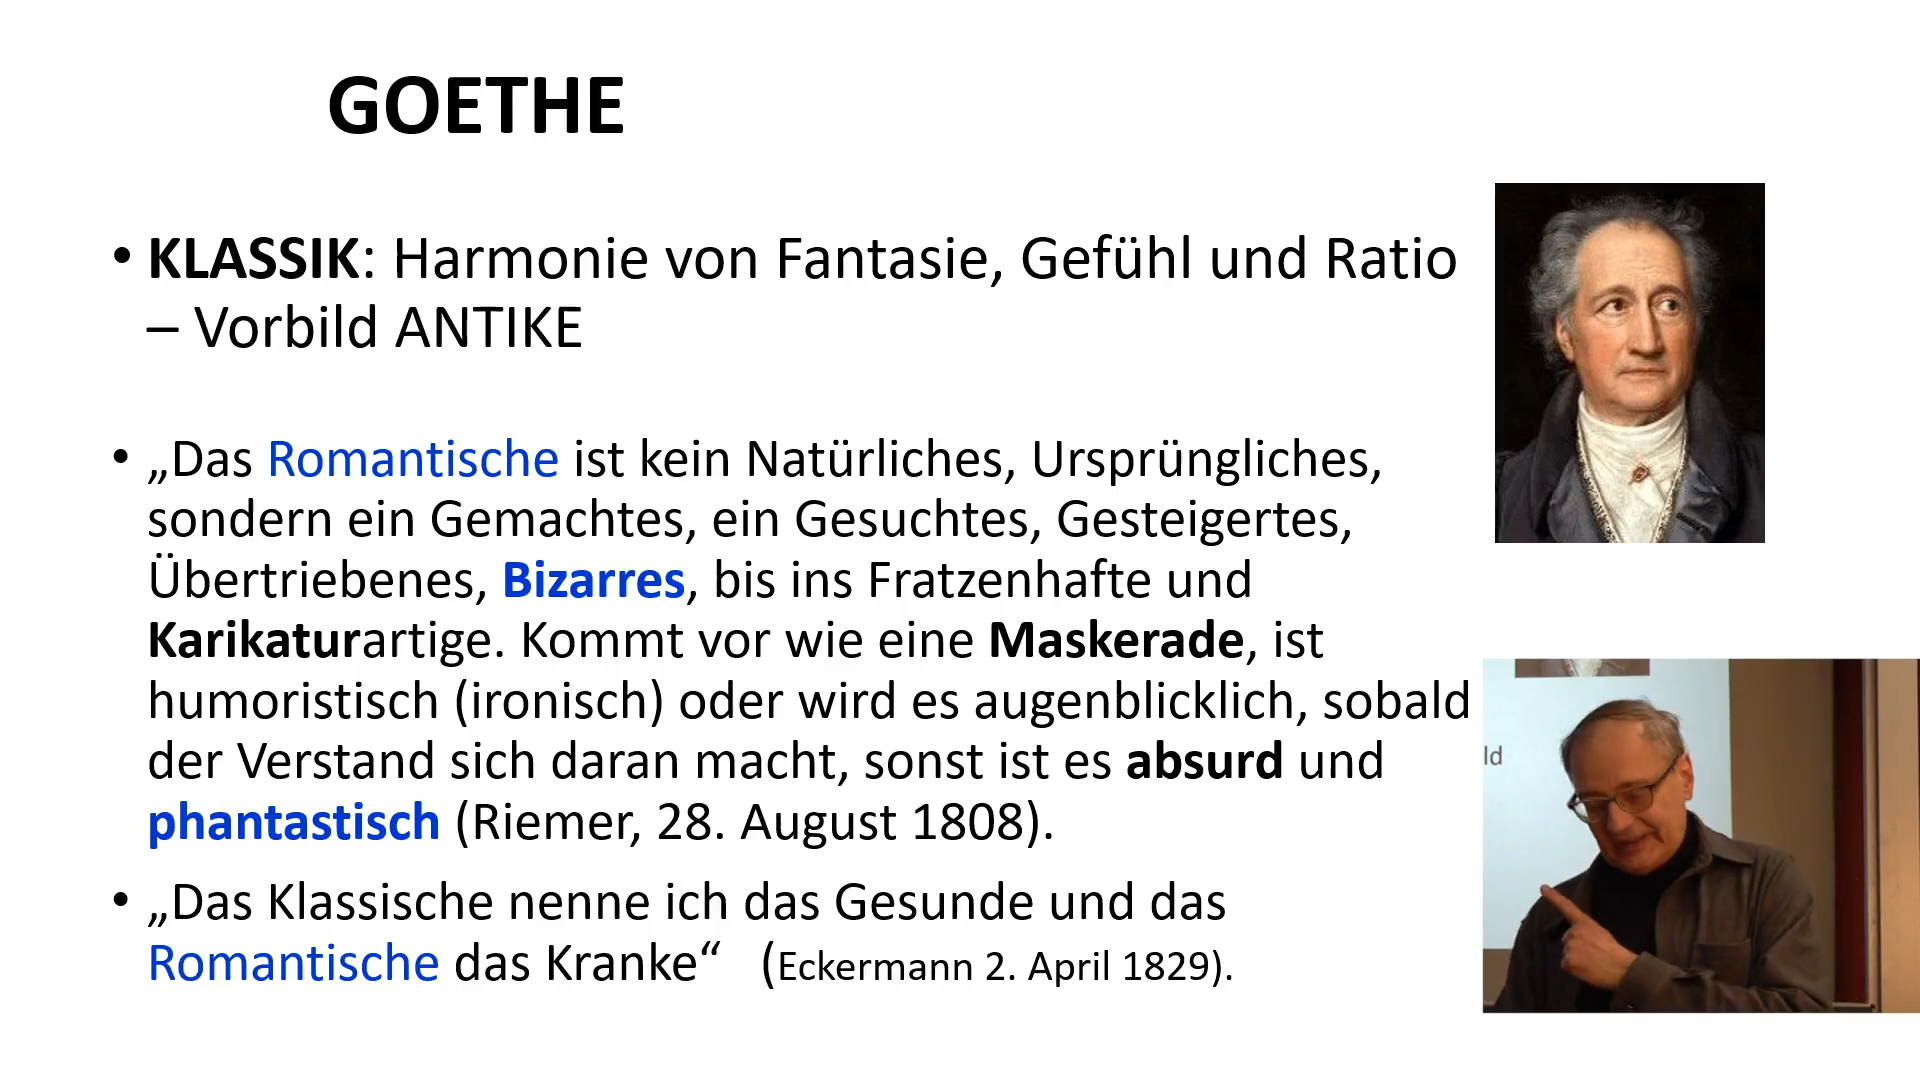 GOETHE
• KLASSIK: Harmonie von Fantasie, Gefühl und Ratio
– Vorbild ANTIKE
• „Das Romantische ist kein Natürliches, Ursprüngliches,
sondern ein Gemachtes, ein Gesuchtes, Gesteigertes,
Übertriebenes, Bizarres, bis ins Fratzenhafte und
Karikaturartige. Kommt vor wie eine Maskerade, ist
humoristisch (ironisch) oder wird es augenblicklich, sobald
der Verstand sich daran macht, sonst ist es absurd und
phantastisch (Riemer, 28. August 1808).
• „Das Klassische nenne ich das Gesunde und das
Romantische das Kranke“ (Eckermann 2. April 1829).
ld